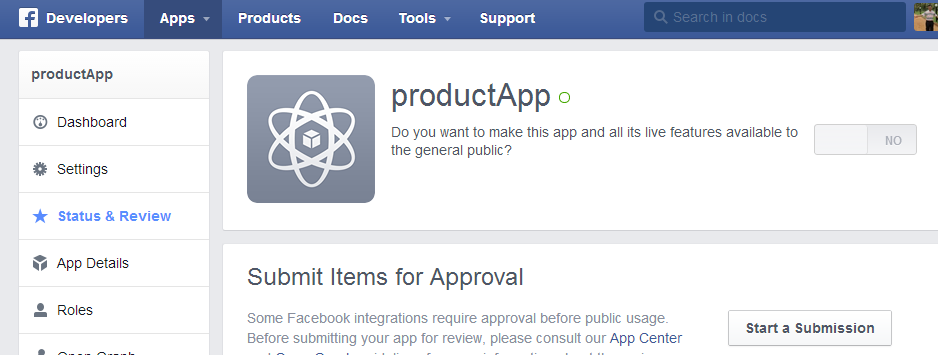 Developers Apps Products Docs Tools Support Search in docs
productApp
Dashboard
Settings
Status & Review
App Details
Roles
productApp
Do you want to make this app and all its live features available to
the general public?
NO
Submit Items for Approval
Some Facebook integrations require approval before public usage.
Before submitting your app for review, please consult our App Center
Start a Submission